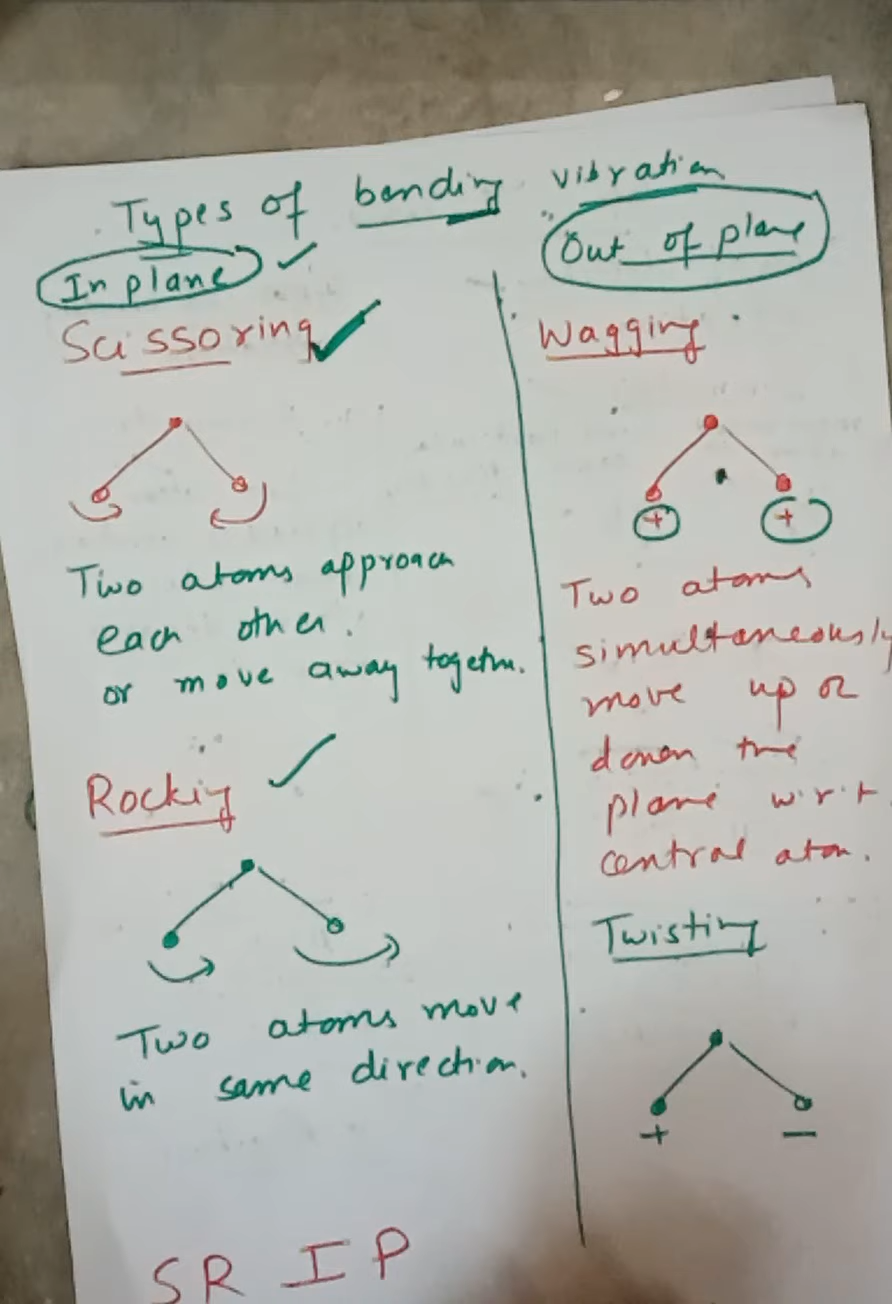 Types of bending vibration
In plane
Scissoring
Two atoms approach
each other.
or move away together.
Rocking
Two atoms move
in same direction.
S R I P
Out of plane
Wagging
+ +
Two atoms
simultaneously
move up or
down the
plane w.r.t
central atom.
Twisting
+ −